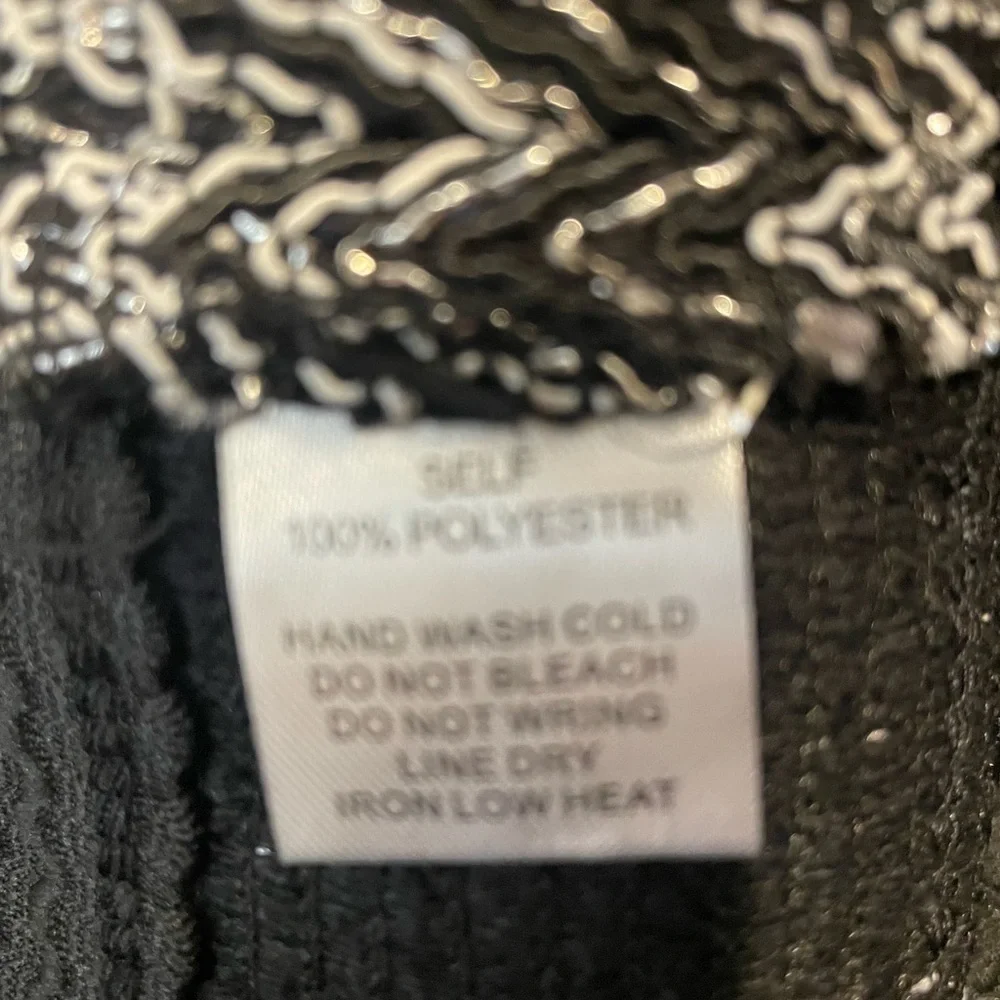 SELF
100% POLYESTER
HAND WASH COLD
DO NOT BLEACH
DO NOT WRING
LINE DRY
IRON LOW HEAT